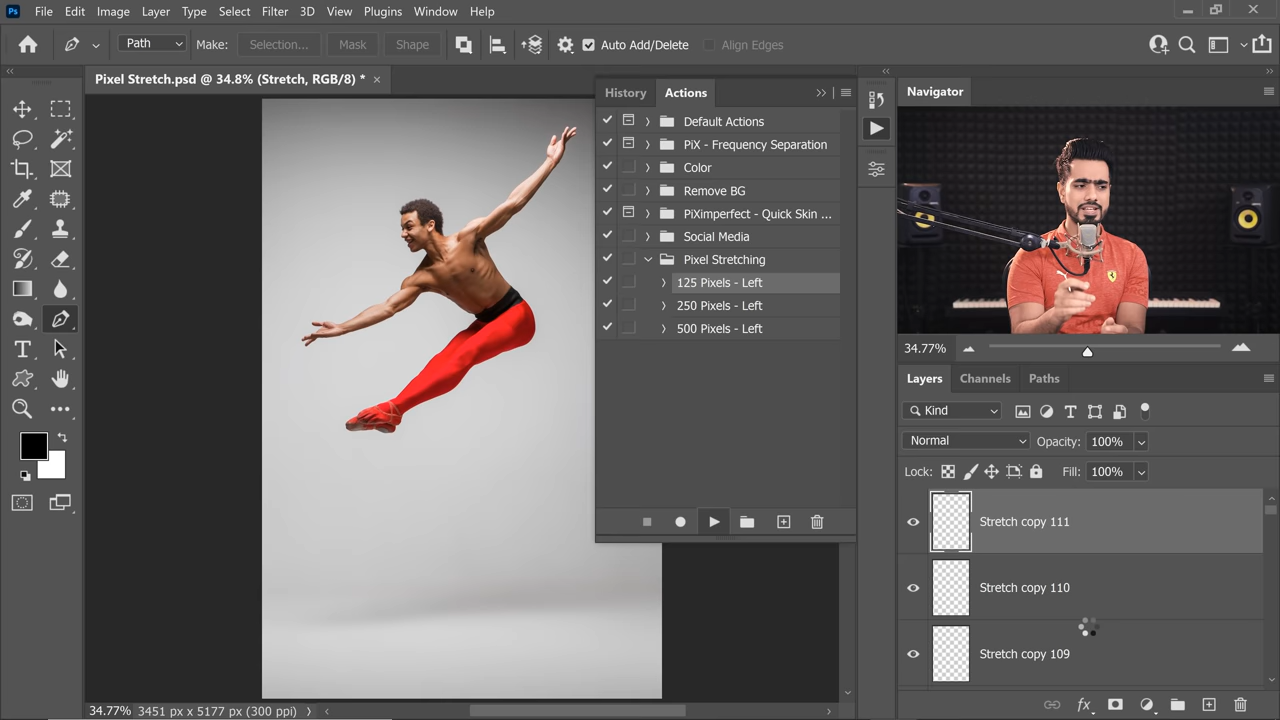 Ps File Edit Image Layer Type Select Filter 3D View Plugins Window Help
Path Make: Selection... Mask Shape Auto Add/Delete Align Edges
Pixel Stretch.psd @ 34.8% (Stretch, RGB/8) *
History Actions
Default Actions
PiX - Frequency Separation
Color
Remove BG
PiXimperfect - Quick Skin ...
Social Media
Pixel Stretching
125 Pixels - Left
250 Pixels - Left
500 Pixels - Left
Navigator
34.77%
Layers Channels Paths
Kind
Normal Opacity: 100%
Lock: Fill: 100%
Stretch copy 111
Stretch copy 110
Stretch copy 109
fx
34.77% 3451 px x 5177 px (300 ppi)